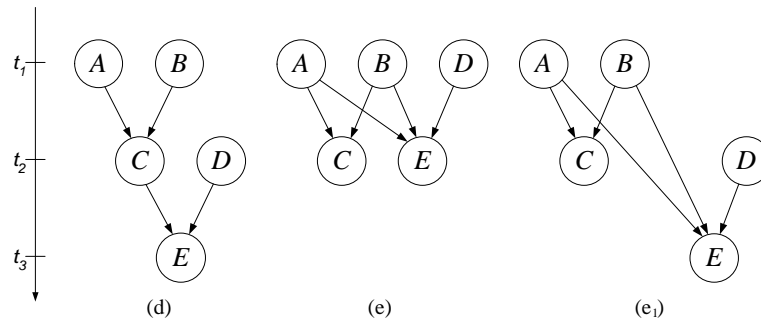 t1 A B A B D A B
t2 C D C E C D
t3 E E
(d) (e) (e1)